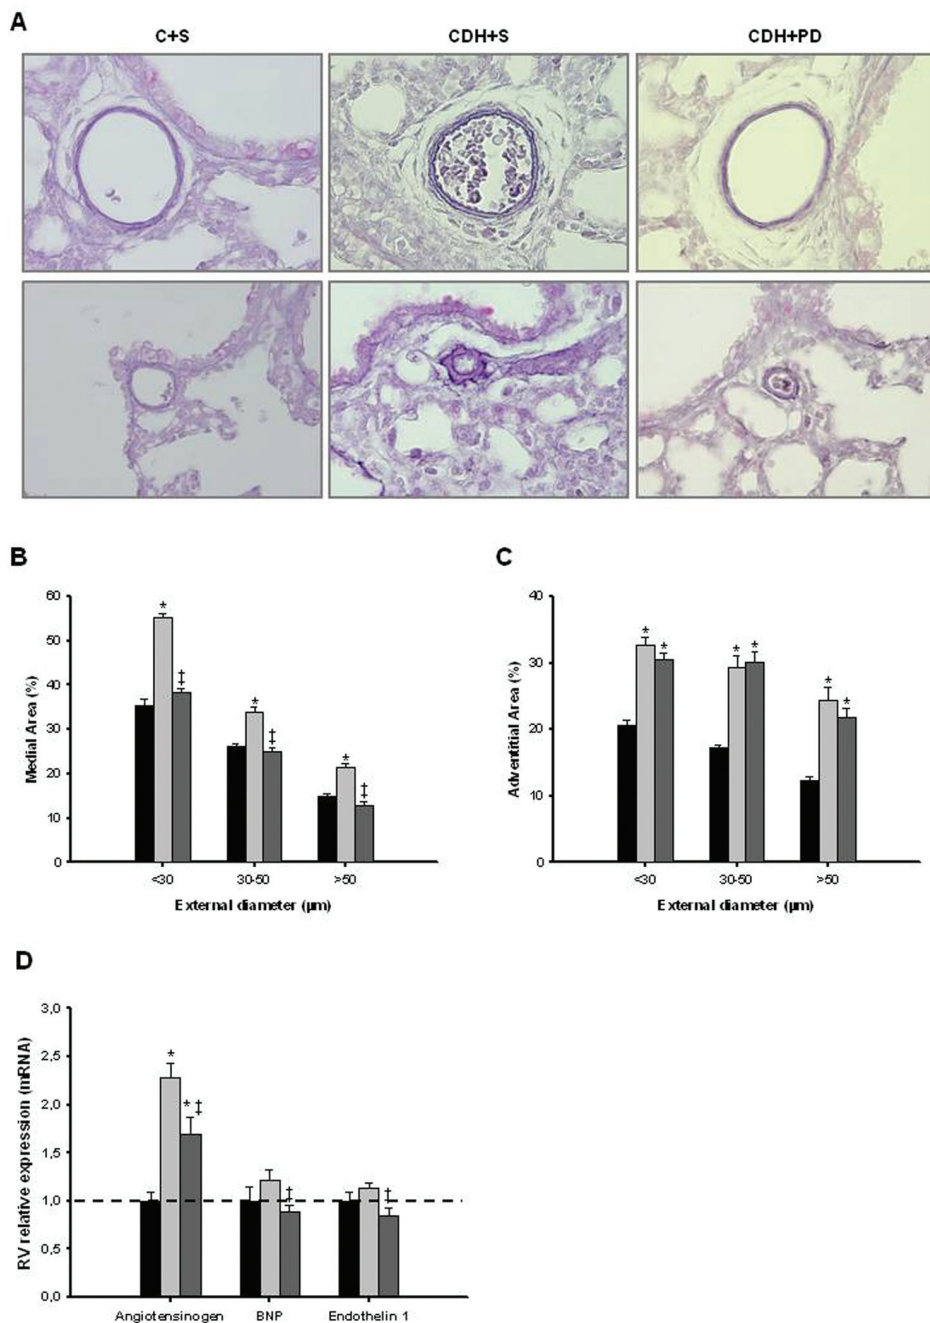 A
C+S CDH+S CDH+PD
B
Medial Area (%)
60
50
40
30
20
10
0
*
‡
*
‡
*
‡
<30 30-50 >50
External diameter (µm)
C
Adventitial Area (%)
40
30
20
10
0
*
*
*
*
*
*
<30 30-50 >50
External diameter (µm)
D
RV relative expression (mRNA)
3,0
2,5
2,0
1,5
1,0
0,5
0,0
*
*‡
‡
‡
Angiotensinogen BNP Endothelin 1